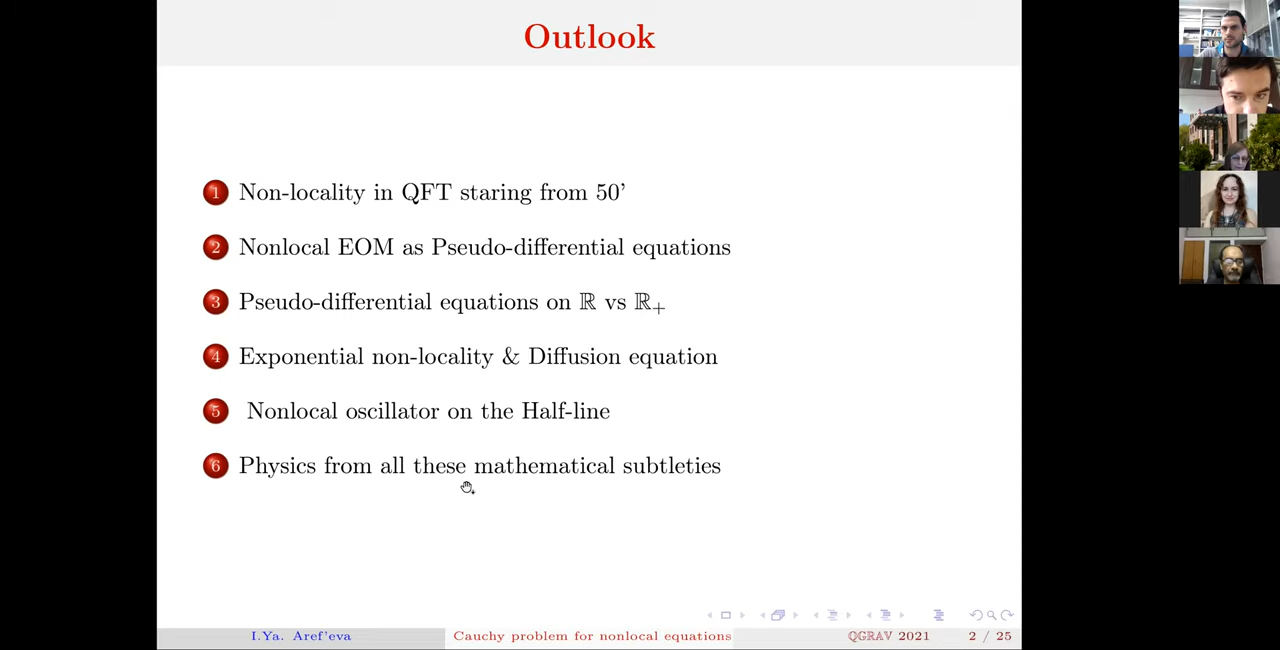 Outlook
1 Non-locality in QFT staring from 50'
2 Nonlocal EOM as Pseudo-differential equations
3 Pseudo-differential equations on ℝ vs ℝ₊
4 Exponential non-locality & Diffusion equation
5 Nonlocal oscillator on the Half-line
6 Physics from all these mathematical subtleties
I.Ya. Aref'eva Cauchy problem for nonlocal equations QGRAV 2021 2 / 25